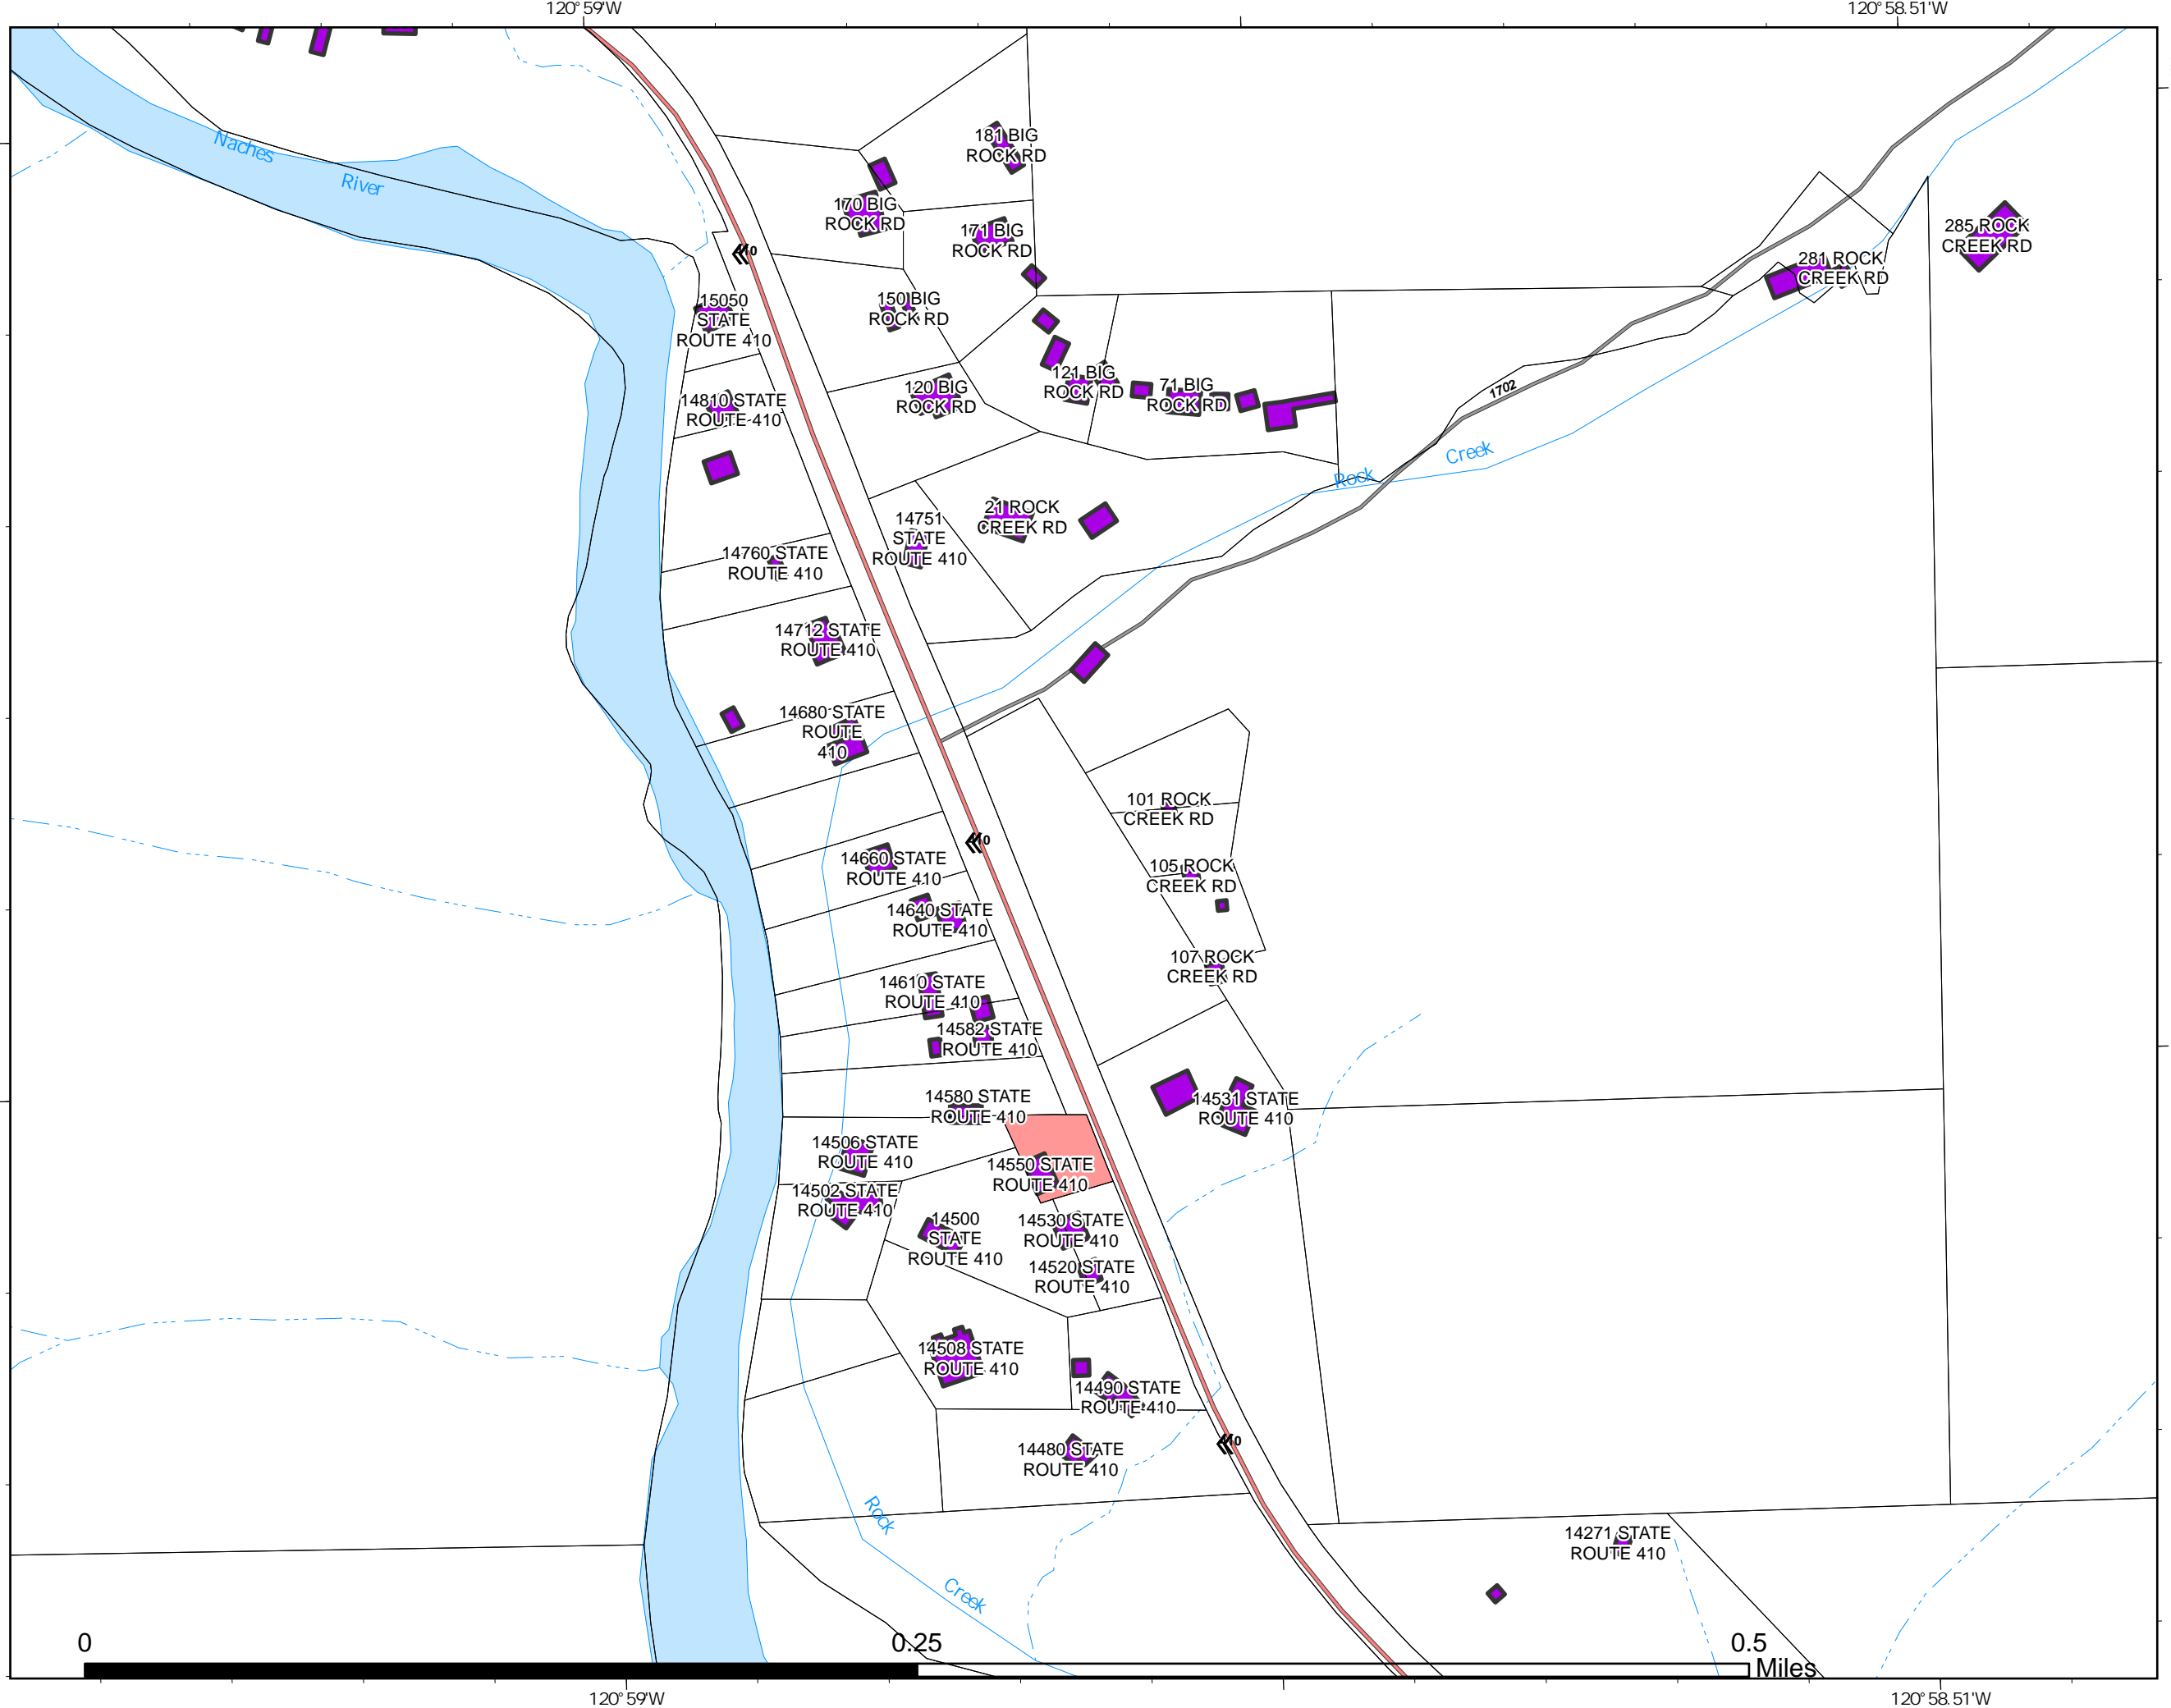 120°59'W
120°58.51'W
Naches
River
181 BIG
ROCK RD
170 BIG
ROCK RD
171 BIG
ROCK RD
285 ROCK
CREEK RD
281 ROCK
CREEK RD
15050
STATE
ROUTE 410
150 BIG
ROCK RD
14810 STATE
ROUTE 410
120 BIG
ROCK RD
121 BIG
ROCK RD
71 BIG
ROCK RD
1702
Rock
Creek
14751
STATE
ROUTE 410
21 ROCK
CREEK RD
14760 STATE
ROUTE 410
14712 STATE
ROUTE 410
14680 STATE
ROUTE
410
101 ROCK
CREEK RD
14660 STATE
ROUTE 410
105 ROCK
CREEK RD
14640 STATE
ROUTE 410
107 ROCK
CREEK RD
14610 STATE
ROUTE 410
14582 STATE
ROUTE 410
14580 STATE
ROUTE 410
14531 STATE
ROUTE 410
14506 STATE
ROUTE 410
14550 STATE
ROUTE 410
14502 STATE
ROUTE 410
14500
STATE
ROUTE 410
14530 STATE
ROUTE 410
14520 STATE
ROUTE 410
14508 STATE
ROUTE 410
14490 STATE
ROUTE 410
14480 STATE
ROUTE 410
Rock
Creek
14271 STATE
ROUTE 410
0
0.25
0.5
Miles
120°59'W
120°58.51'W